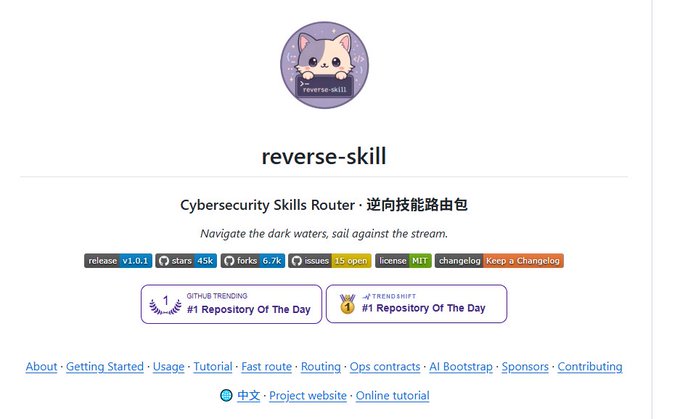 >_
reverse-skill
reverse-skill
Cybersecurity Skills Router · 逆向技能路由包
Navigate the dark waters, sail against the stream.
release v1.0.1 stars 45k forks 6.7k issues 15 open license MIT changelog Keep a Changelog
1 GITHUB TRENDING
#1 Repository Of The Day
1 TRENDSHIFT
#1 Repository Of The Day
About · Getting Started · Usage · Tutorial · Fast route · Routing · Ops contracts · AI Bootstrap · Sponsors · Contributing
中文 · Project website · Online tutorial